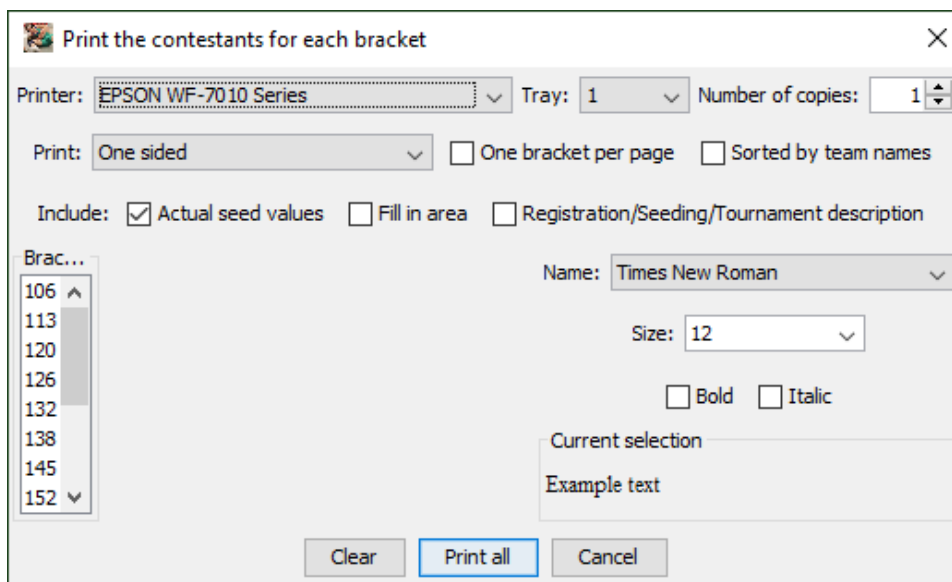 Print the contestants for each bracket
Printer: EPSON WF-7010 Series Tray: 1 Number of copies: 1
Print: One sided One bracket per page Sorted by team names
Include: Actual seed values Fill in area Registration/Seeding/Tournament description
Brac...
106
113
120
126
132
138
145
152
Name: Times New Roman
Size: 12
Bold Italic
Current selection
Example text
Clear Print all Cancel